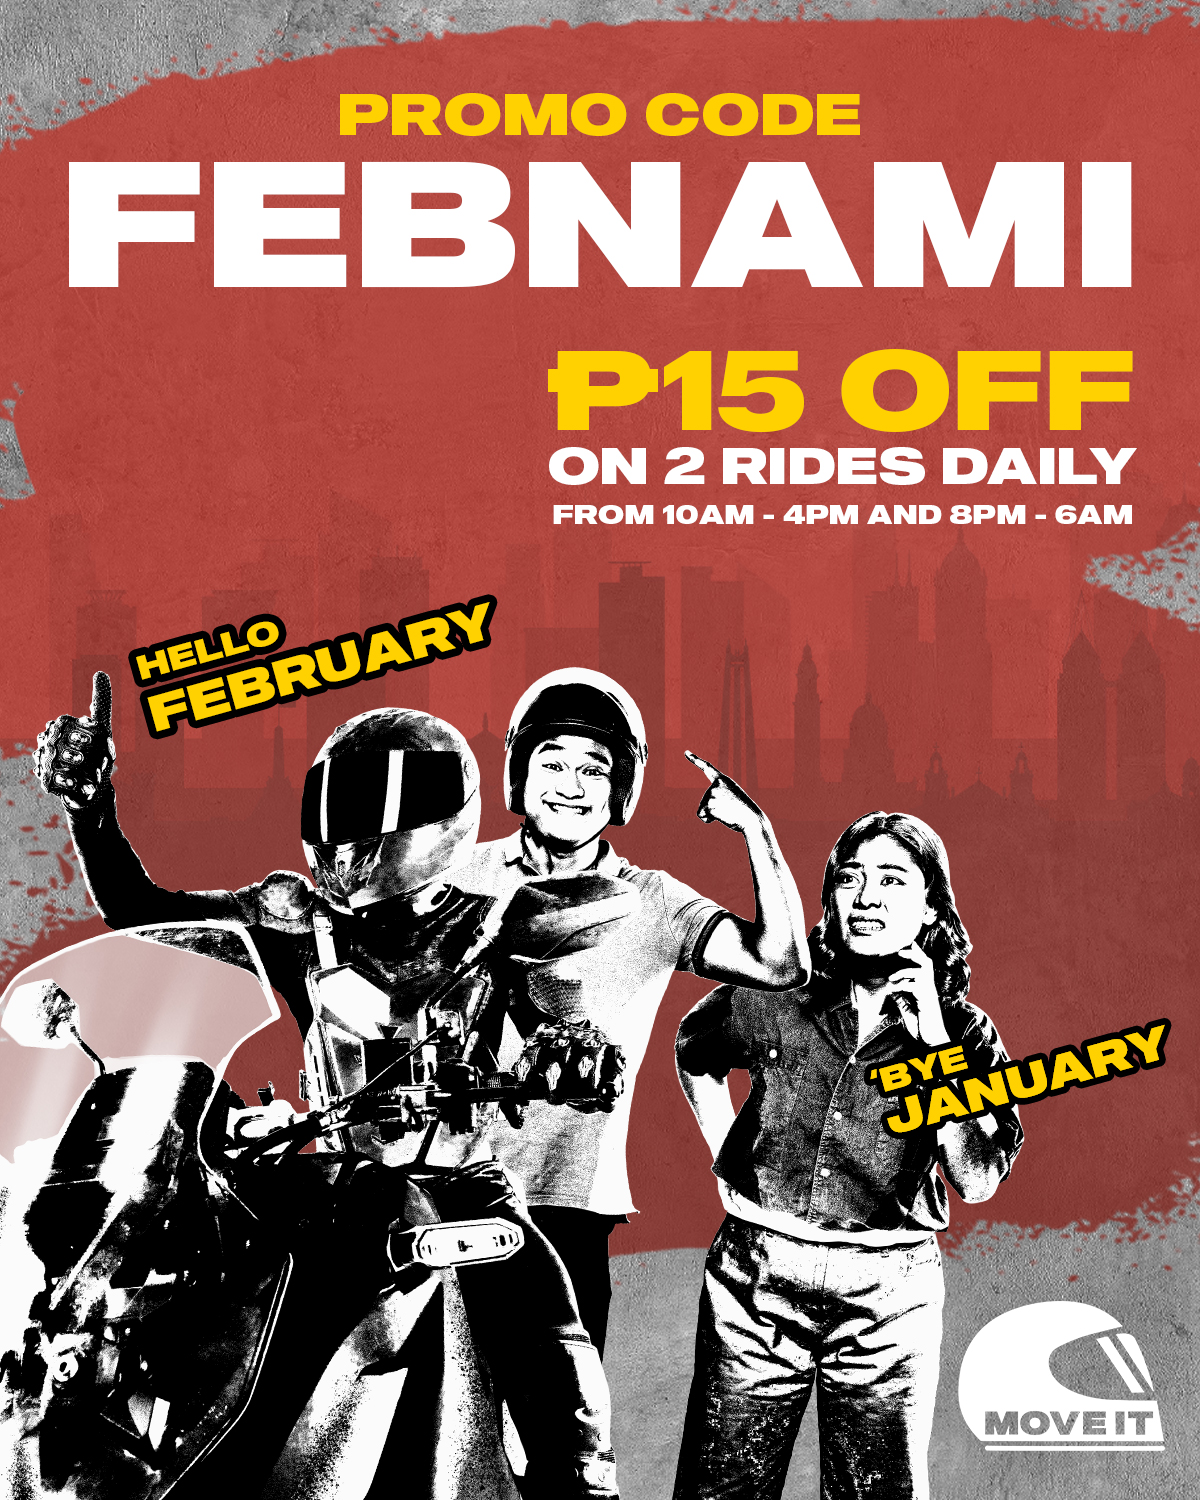 PROMO CODE
FEBNAMI
₱15 OFF
ON 2 RIDES DAILY
FROM 10AM - 4PM AND 8PM - 6AM
HELLO
FEBRUARY
'BYE
JANUARY
MOVE IT